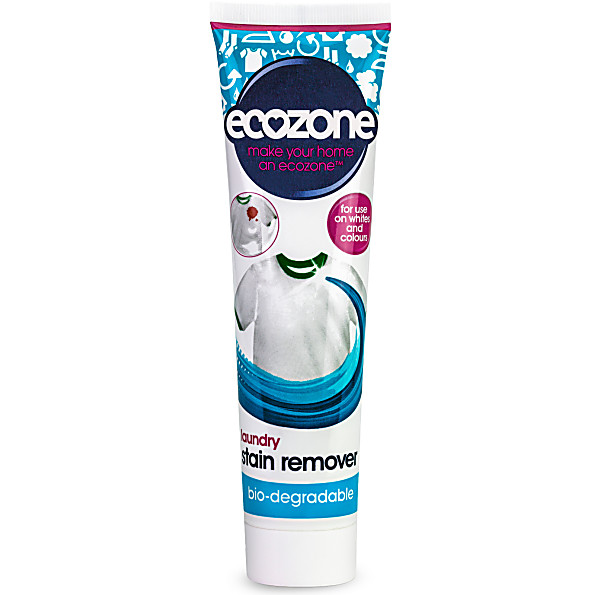 ecozone
make your home
an ecozone™
for use
on whites
and
colours
laundry
stain remover
bio-degradable